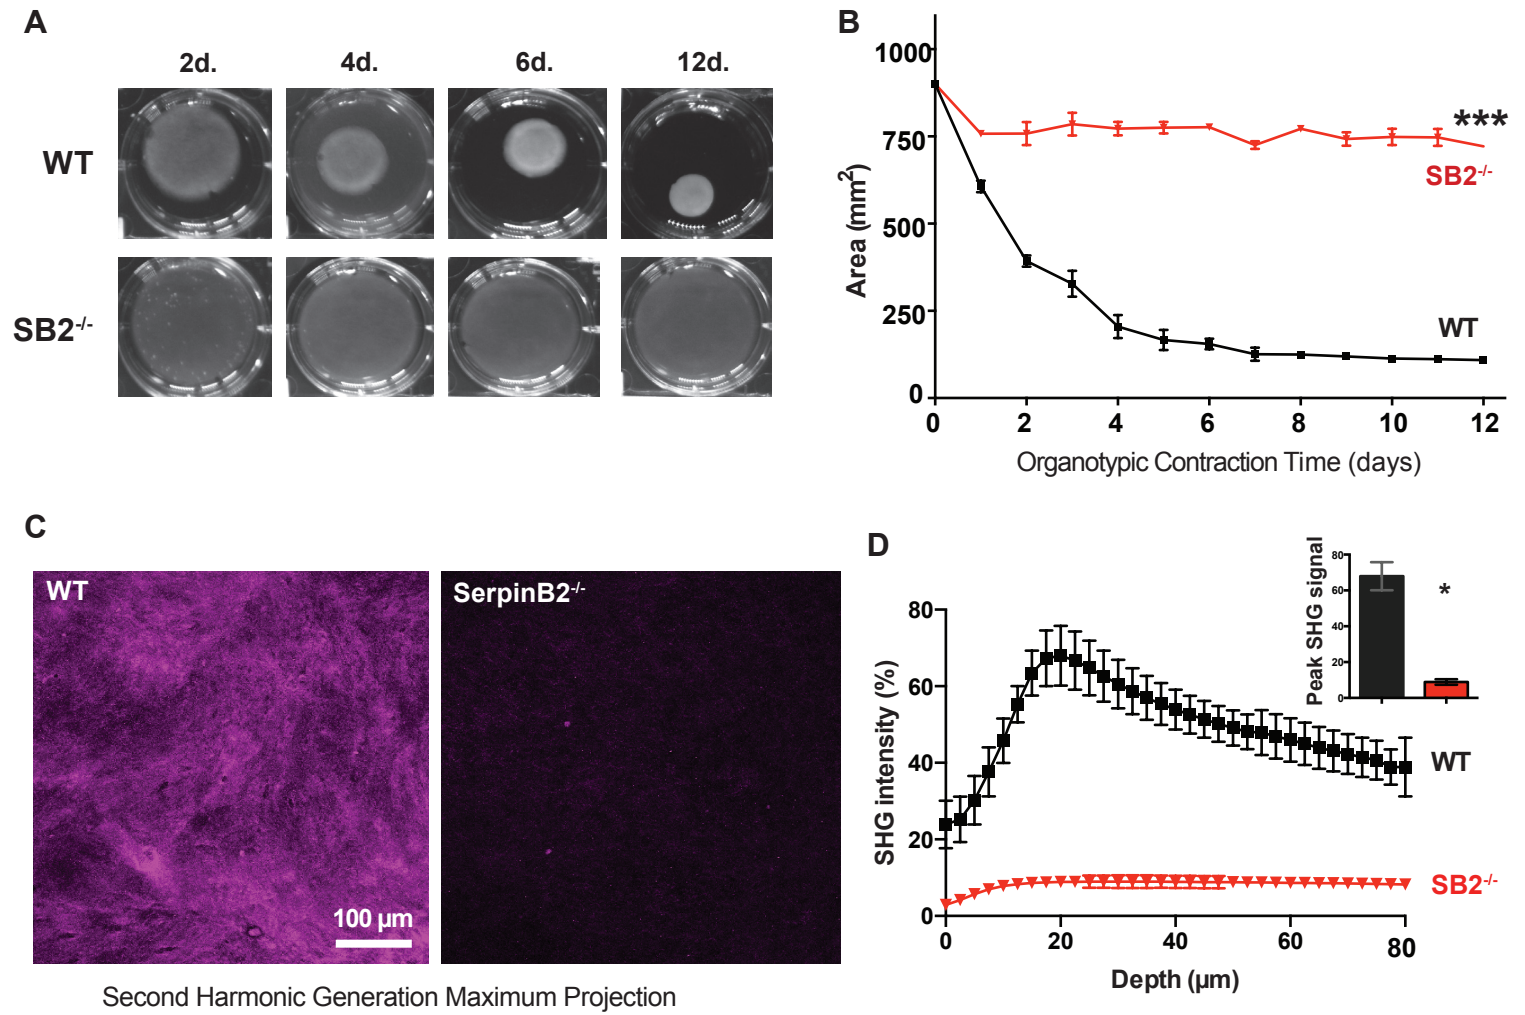 A
2d. 4d. 6d. 12d.
WT
SB2-/-
B
1000
750
500
250
0
Area (mm2)
***
SB2-/-
WT
0 2 4 6 8 10 12
Organotypic Contraction Time (days)
C
WT
SerpinB2-/-
100 µm
Second Harmonic Generation Maximum Projection
D
80
60
40
20
0
SHG intensity (%)
80
60
40
20
0
Peak SHG signal
*
WT
SB2-/-
0 20 40 60 80
Depth (µm)